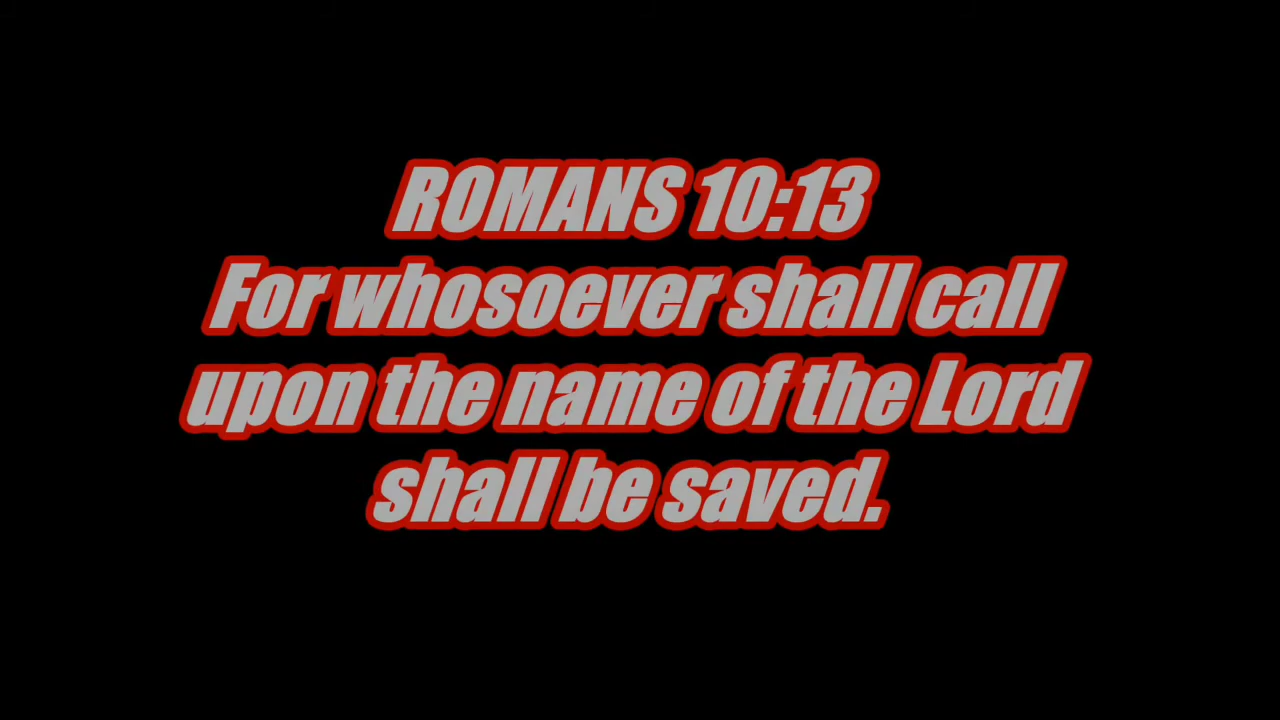 ROMANS 10:13
For whosoever shall call
upon the name of the Lord
shall be saved.